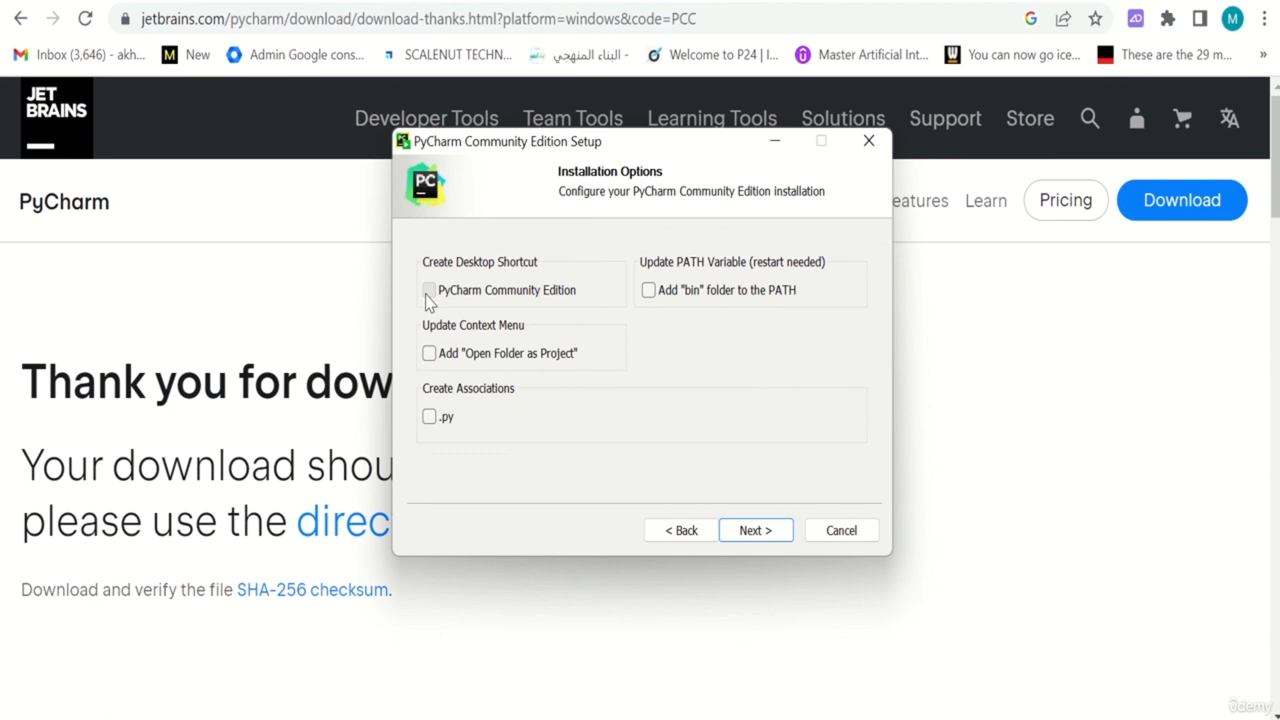 jetbrains.com/pycharm/download/download-thanks.html?platform=windows&code=PCC
M
Inbox (3,646) - akh...
M New
Admin Google cons...
SCALENUT TECHN...
البناء المنهجي - ...
Welcome to P24 | I...
Master Artificial Int...
You can now go ice...
These are the 29 m...
»
JET
BRAINS
Developer Tools
Team Tools
Learning Tools
Solutions
Support
Store
PyCharm
eatures
Learn
Pricing
Download
PyCharm Community Edition Setup
PC
Installation Options
Configure your PyCharm Community Edition installation
Create Desktop Shortcut
PyCharm Community Edition
Update PATH Variable (restart needed)
Add "bin" folder to the PATH
Update Context Menu
Add "Open Folder as Project"
Create Associations
.py
< Back
Next >
Cancel
Thank you for dow
Your download shou
please use the direc
Download and verify the file SHA-256 checksum.
ûdemy